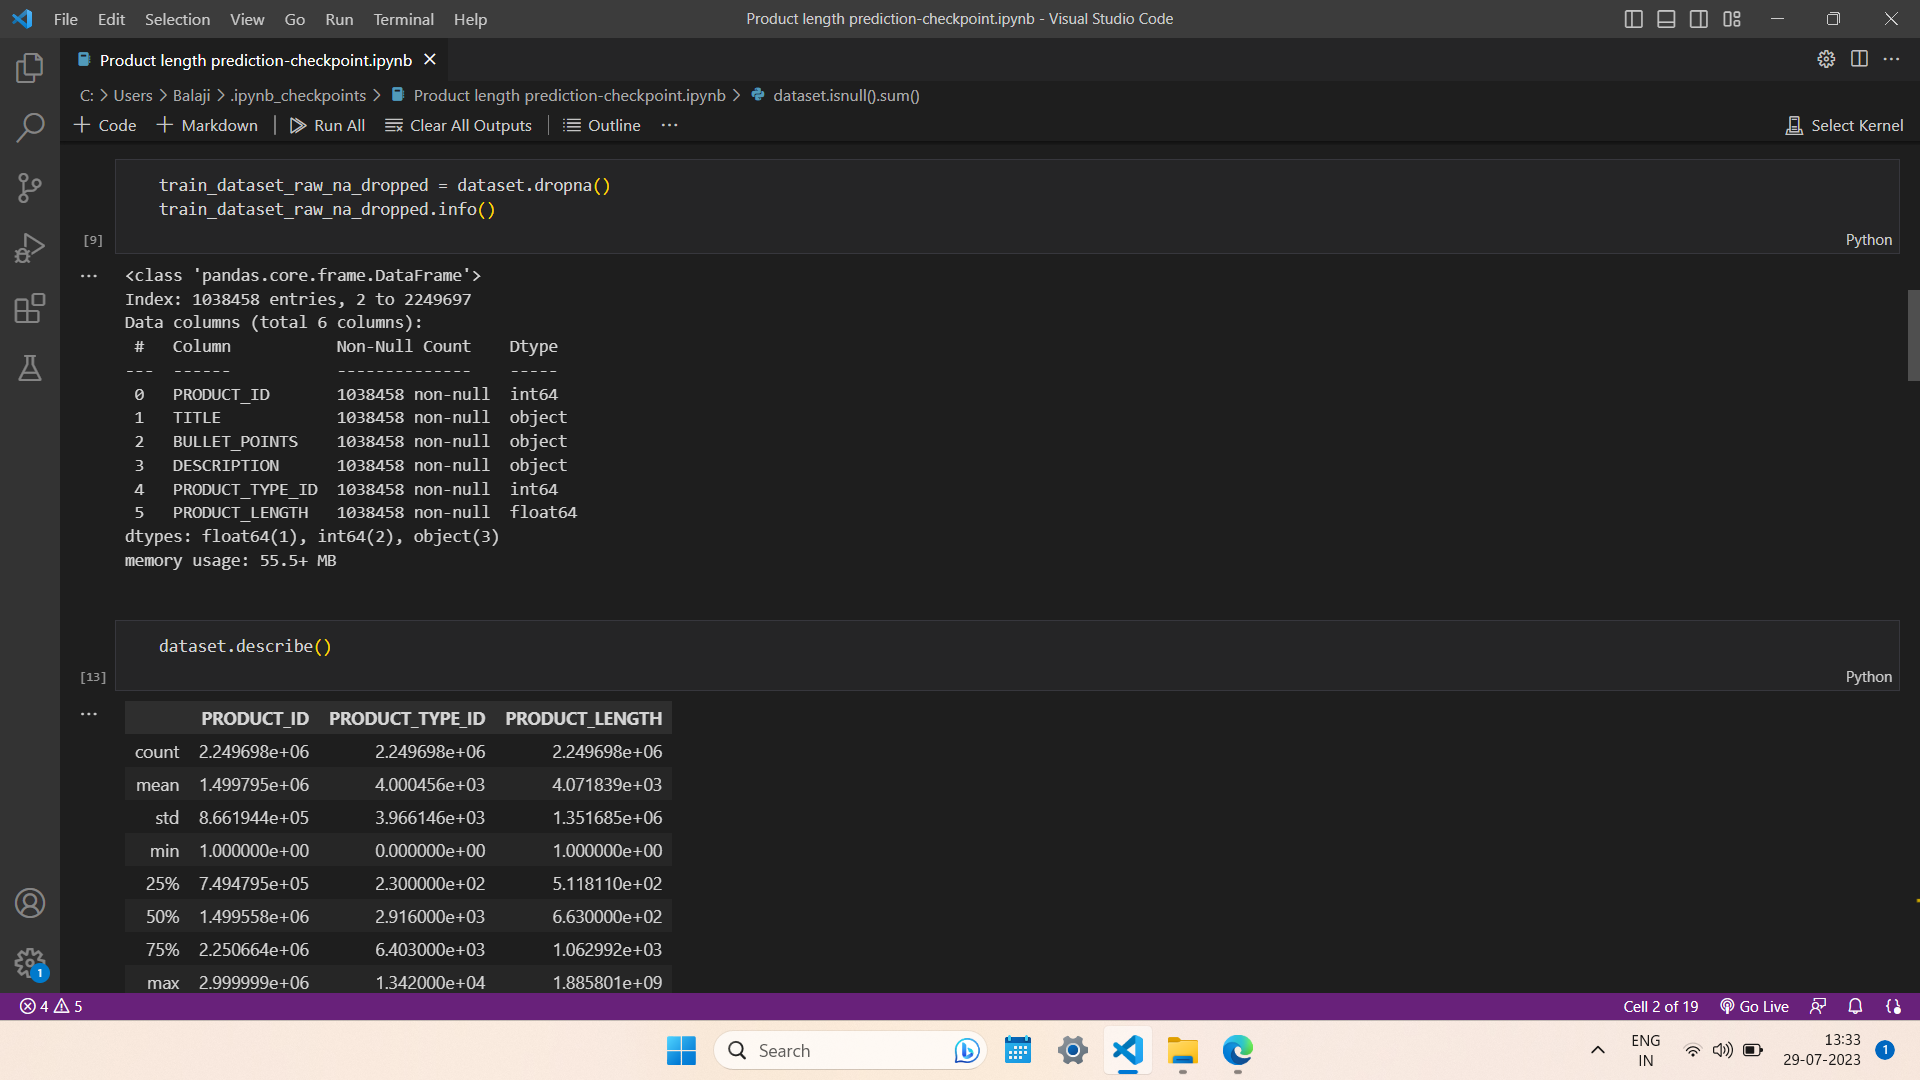 File Edit Selection View Go Run Terminal Help
Product length prediction-checkpoint.ipynb - Visual Studio Code
Product length prediction-checkpoint.ipynb
C: > Users > Balaji > .ipynb_checkpoints > Product length prediction-checkpoint.ipynb > dataset.isnull().sum()
+ Code + Markdown | Run All Clear All Outputs | Outline ...
Select Kernel
train_dataset_raw_na_dropped = dataset.dropna()
train_dataset_raw_na_dropped.info()
[9]
Python
... <class 'pandas.core.frame.DataFrame'>
Index: 1038458 entries, 2 to 2249697
Data columns (total 6 columns):
# Column Non-Null Count Dtype
--- ------ -------------- -----
0 PRODUCT_ID 1038458 non-null int64
1 TITLE 1038458 non-null object
2 BULLET_POINTS 1038458 non-null object
3 DESCRIPTION 1038458 non-null object
4 PRODUCT_TYPE_ID 1038458 non-null int64
5 PRODUCT_LENGTH 1038458 non-null float64
dtypes: float64(1), int64(2), object(3)
memory usage: 55.5+ MB
dataset.describe()
[13]
Python
...
PRODUCT_ID PRODUCT_TYPE_ID PRODUCT_LENGTH
count 2.249698e+06 2.249698e+06 2.249698e+06
mean 1.499795e+06 4.000456e+03 4.071839e+03
std 8.661944e+05 3.966146e+03 1.351685e+06
min 1.000000e+00 0.000000e+00 1.000000e+00
25% 7.494795e+05 2.300000e+02 5.118110e+02
50% 1.499558e+06 2.916000e+03 6.630000e+02
75% 2.250664e+06 6.403000e+03 1.062992e+03
max 2.999999e+06 1.342000e+04 1.885801e+09
1
4 5
Cell 2 of 19 Go Live
Search
ENG
IN
13:33
29-07-2023
1